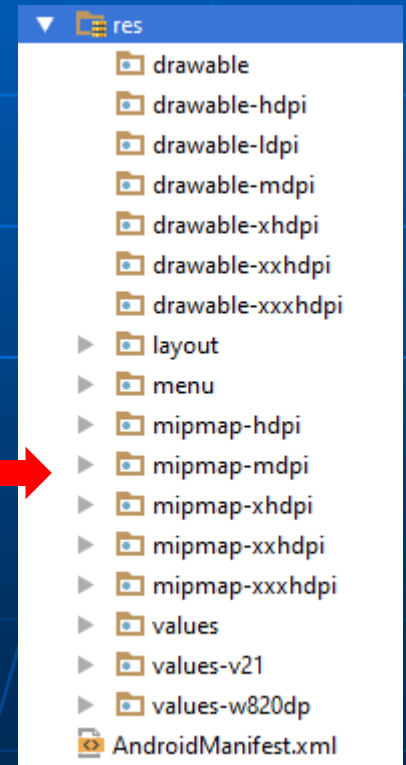 res
drawable
drawable-hdpi
drawable-ldpi
drawable-mdpi
drawable-xhdpi
drawable-xxhdpi
drawable-xxxhdpi
layout
menu
mipmap-hdpi
mipmap-mdpi
mipmap-xhdpi
mipmap-xxhdpi
mipmap-xxxhdpi
values
values-v21
values-w820dp
AndroidManifest.xml